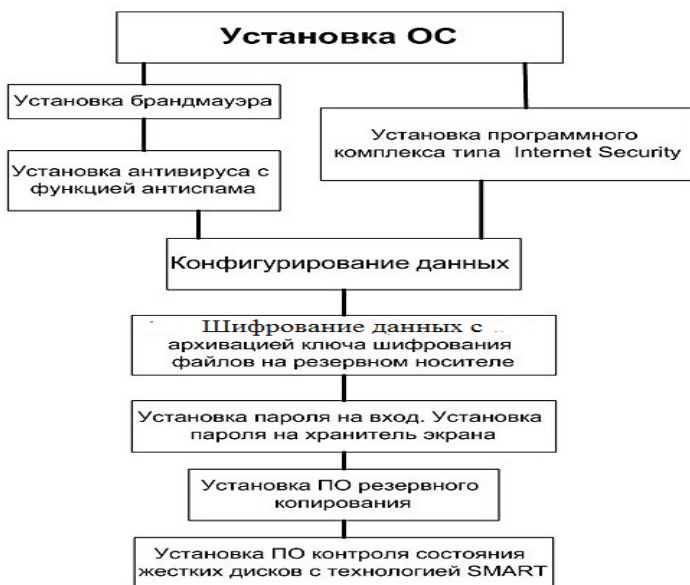 Установка ОС
Установка брандмауэра
Установка антивируса с
функцией антиспама
Установка программного
комплекса типа Internet Security
Конфигурирование данных
Шифрование данных с
архивацией ключа шифрования
файлов на резервном носителе
Установка пароля на вход. Установка
пароля на хранитель экрана
Установка ПО резервного
копирования
Установка ПО контроля состояния
жестких дисков с технологией SMART